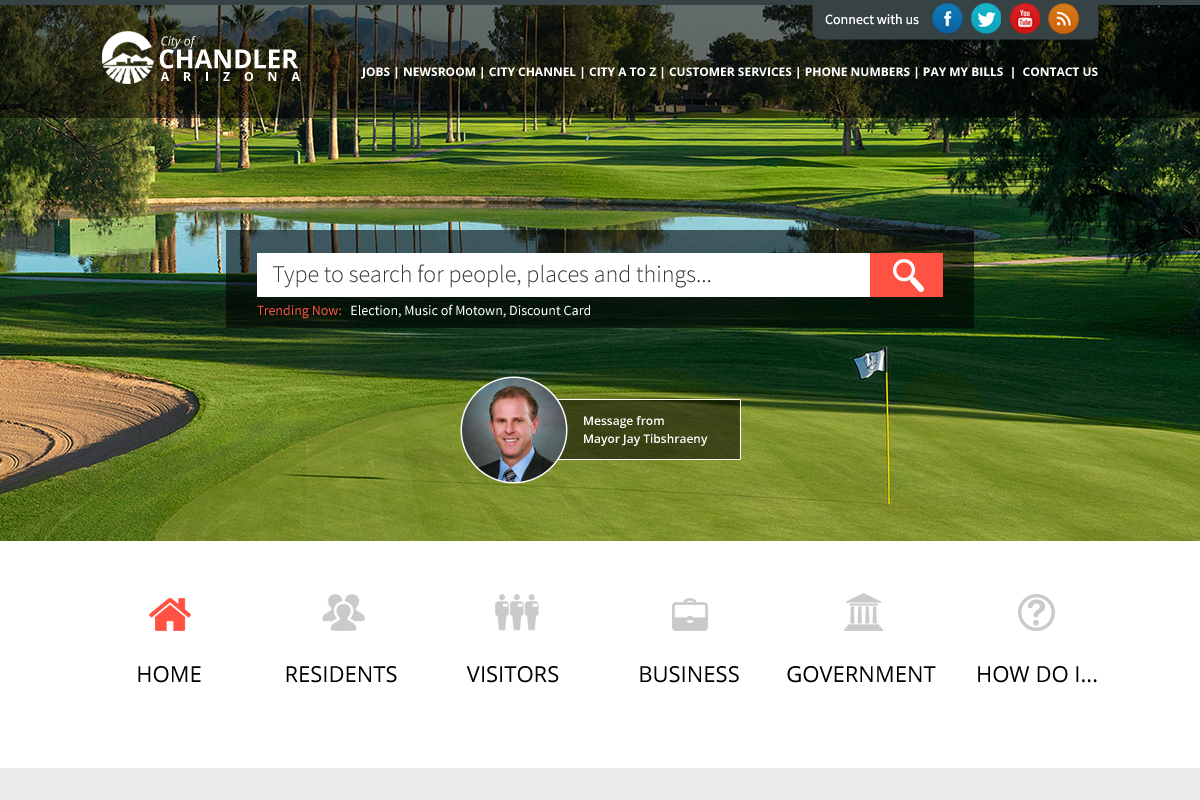 Connect with us
You
Tube
City of
CHANDLER
ARIZONA
JOBS | NEWSROOM | CITY CHANNEL | CITY A TO Z | CUSTOMER SERVICES | PHONE NUMBERS | PAY MY BILLS | CONTACT US
Type to search for people, places and things...
Trending Now: Election, Music of Motown, Discount Card
Message from
Mayor Jay Tibshraeny
HOME
RESIDENTS
VISITORS
BUSINESS
GOVERNMENT
HOW DO I...